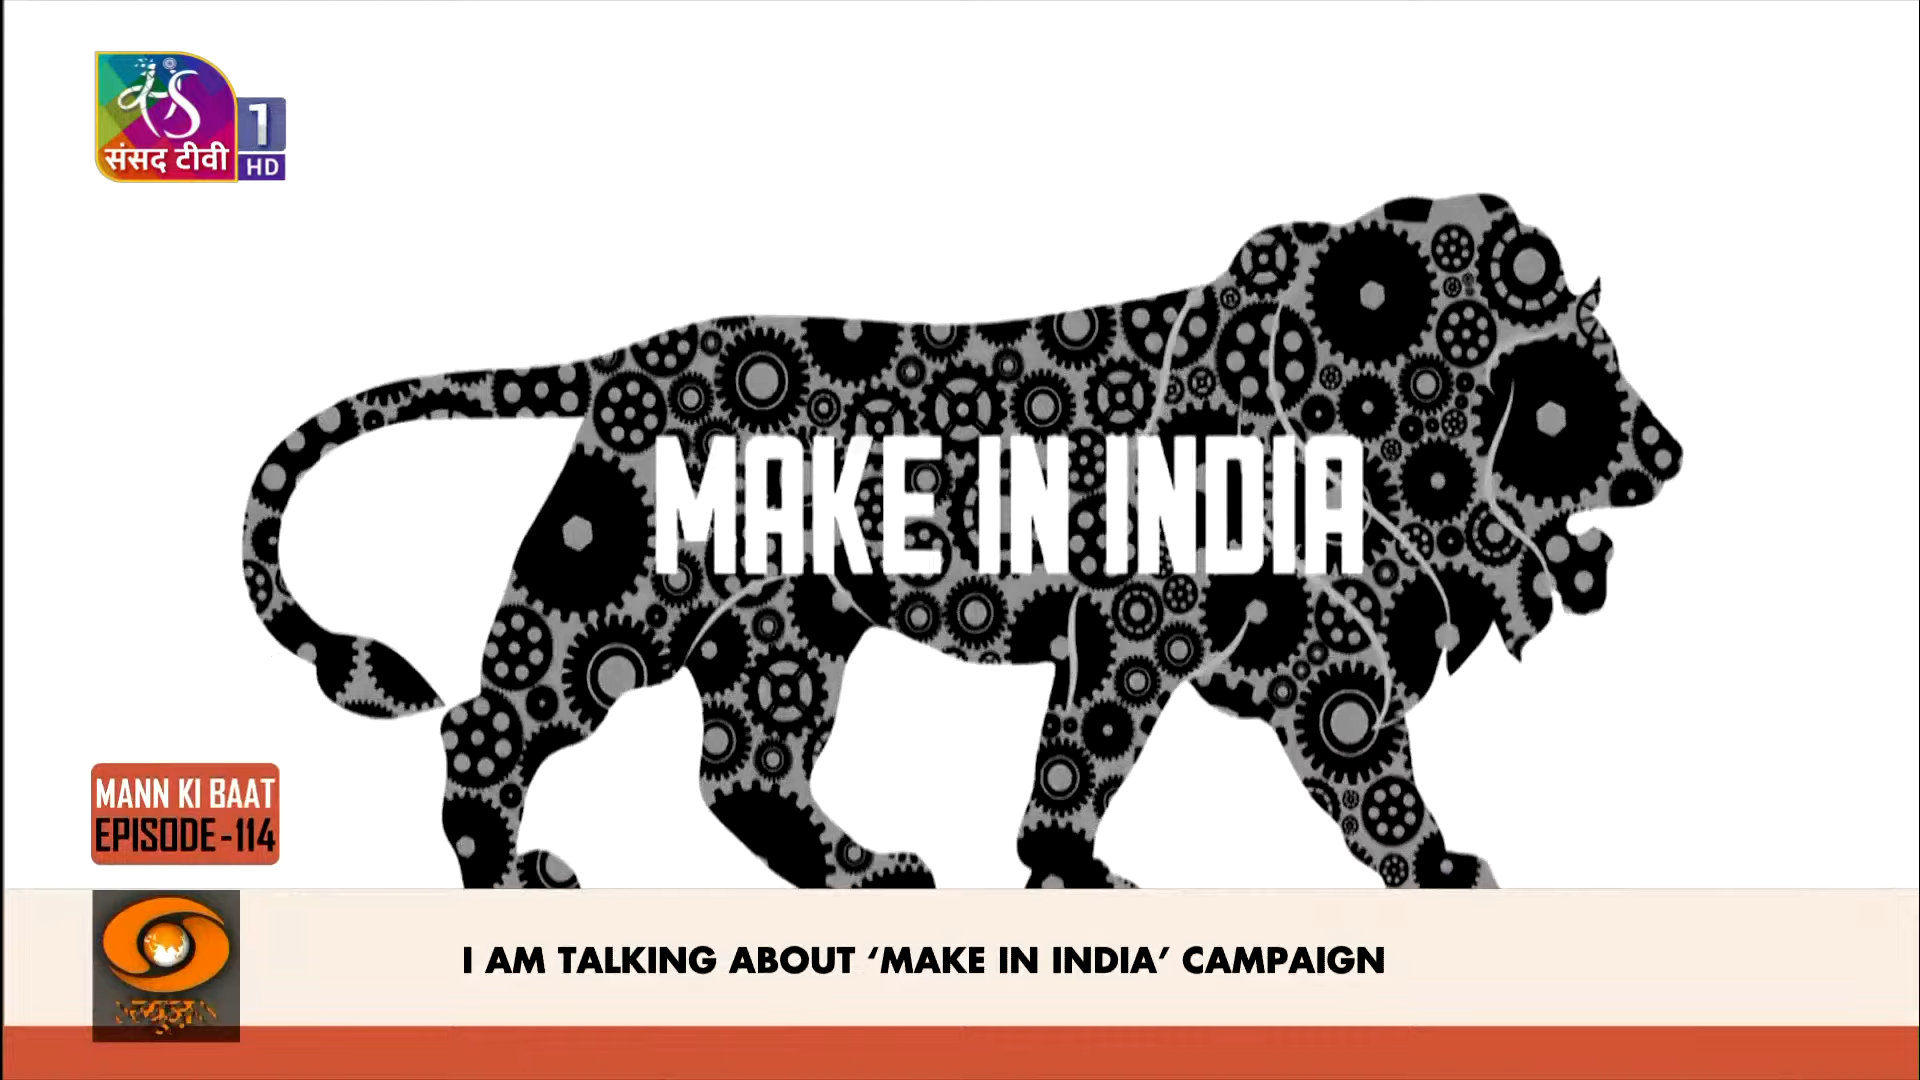 संसद टीवी
1
HD
MAKE IN INDIA
MANN KI BAAT
EPISODE-114
I AM TALKING ABOUT ‘MAKE IN INDIA’ CAMPAIGN